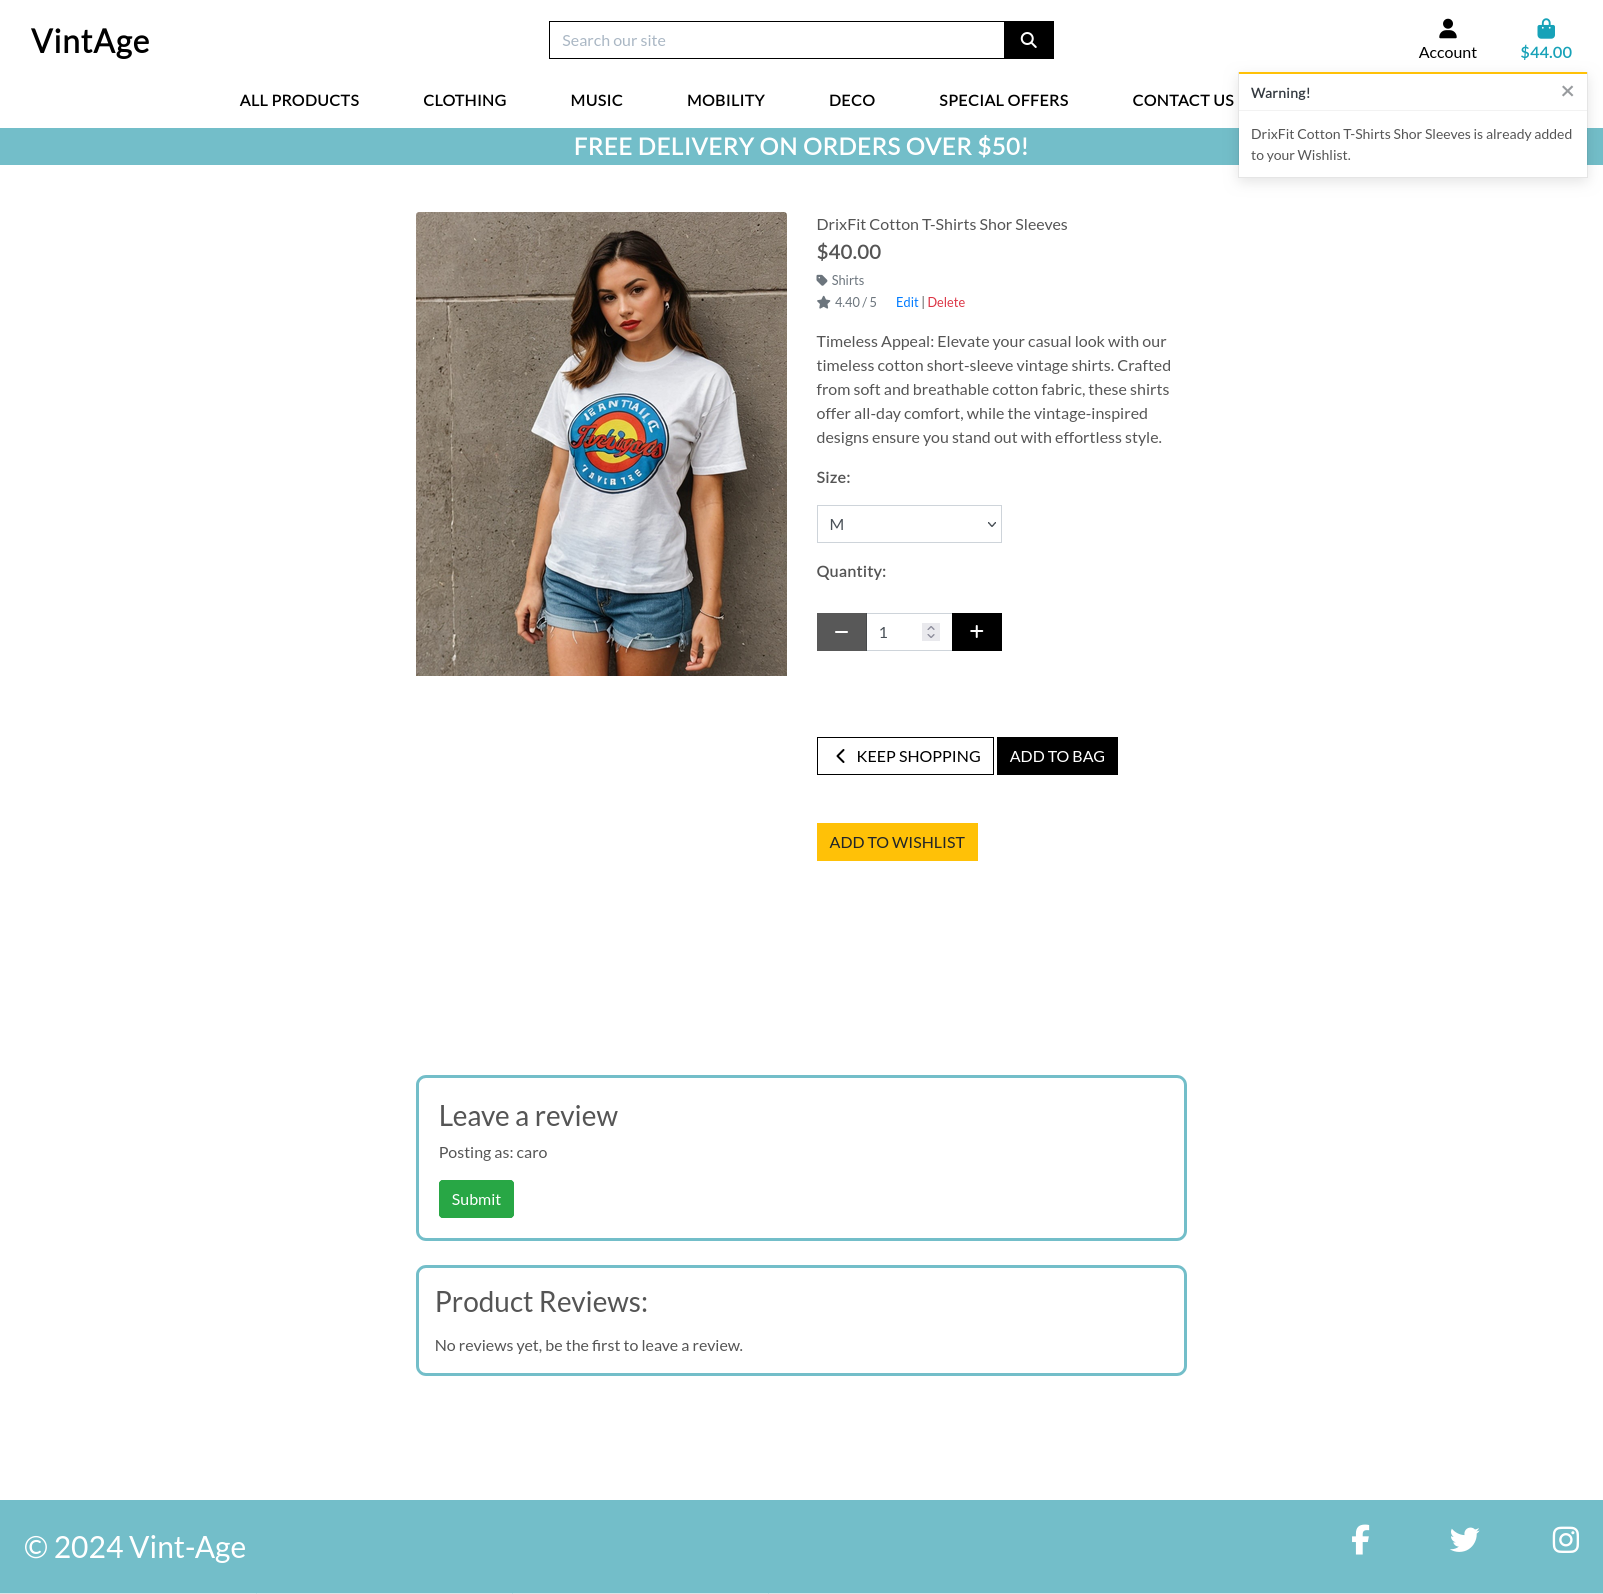 VintAge
Search our site
Account
$44.00
ALL PRODUCTS
CLOTHING
MUSIC
MOBILITY
DECO
SPECIAL OFFERS
CONTACT US
Warning!
DrixFit Cotton T-Shirts Shor Sleeves is already added
to your Wishlist.
FREE DELIVERY ON ORDERS OVER $50!
DrixFit Cotton T-Shirts Shor Sleeves
$40.00
Shirts
4.40 / 5 Edit | Delete
Timeless Appeal: Elevate your casual look with our
timeless cotton short-sleeve vintage shirts. Crafted
from soft and breathable cotton fabric, these shirts
offer all-day comfort, while the vintage-inspired
designs ensure you stand out with effortless style.
Size:
M
Quantity:
1
KEEP SHOPPING
ADD TO BAG
ADD TO WISHLIST
Leave a review
Posting as: caro
Submit
Product Reviews:
No reviews yet, be the first to leave a review.
© 2024 Vint-Age